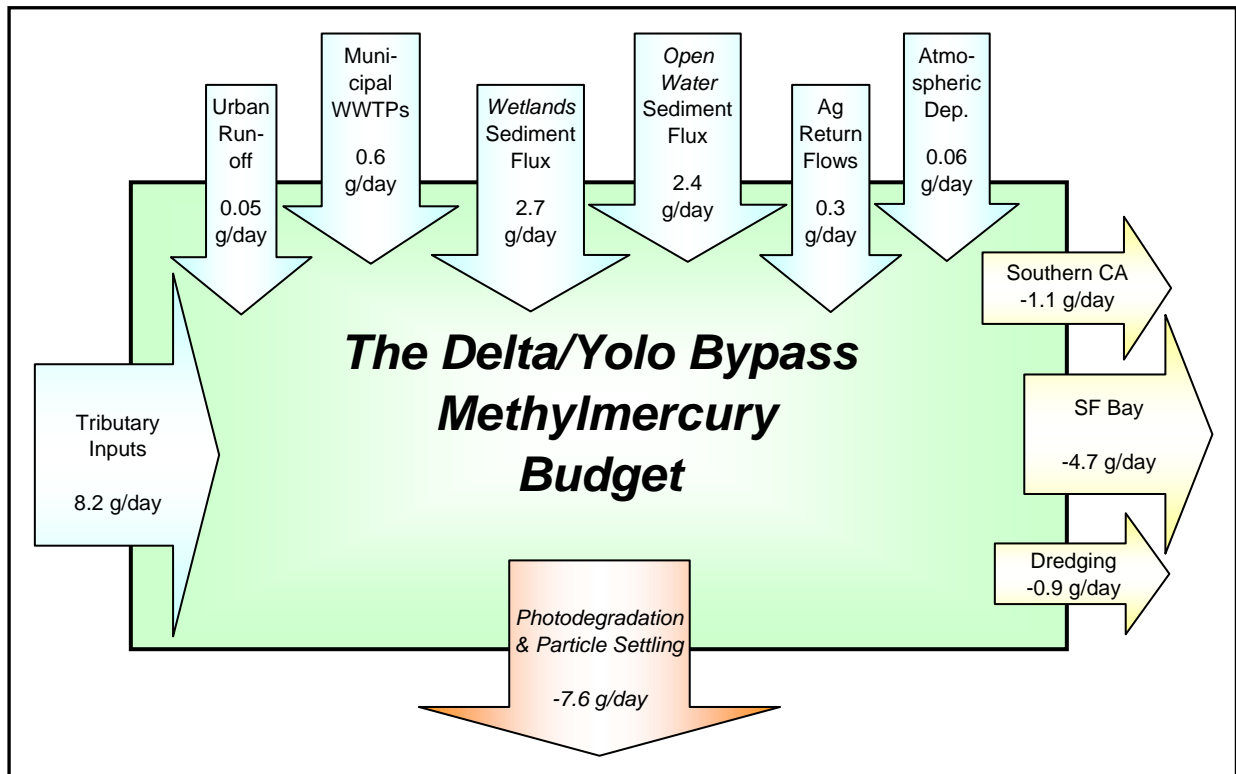 Urban
Run-
off
0.05
g/day
Muni-
cipal
WWTPs
0.6
g/day
Wetlands
Sediment
Flux
2.7
g/day
Open
Water
Sediment
Flux
2.4
g/day
Ag
Return
Flows
0.3
g/day
Atmo-
spheric
Dep.
0.06
g/day
Southern CA
-1.1 g/day
The Delta/Yolo Bypass
Methylmercury
Budget
Tributary
Inputs
8.2 g/day
SF Bay
-4.7 g/day
Dredging
-0.9 g/day
Photodegradation
& Particle Settling
-7.6 g/day